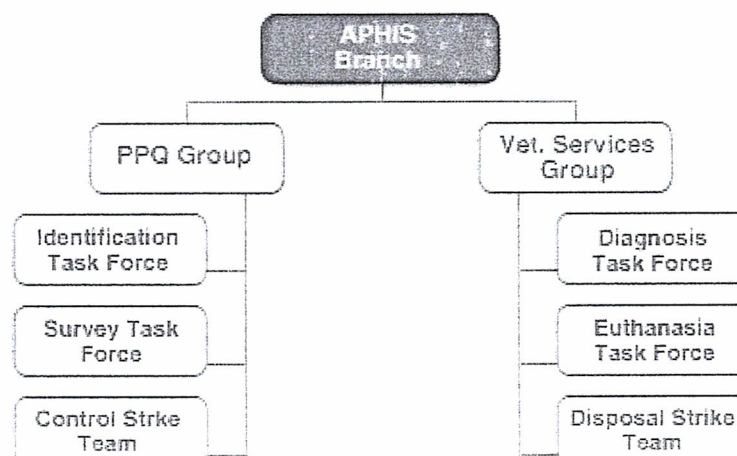 APHIS
Branch
PPQ Group
Vet. Services
Group
Identification
Task Force
Diagnosis
Task Force
Survey Task
Force
Euthanasia
Task Force
Control Strke
Team
Disposal Strike
Team